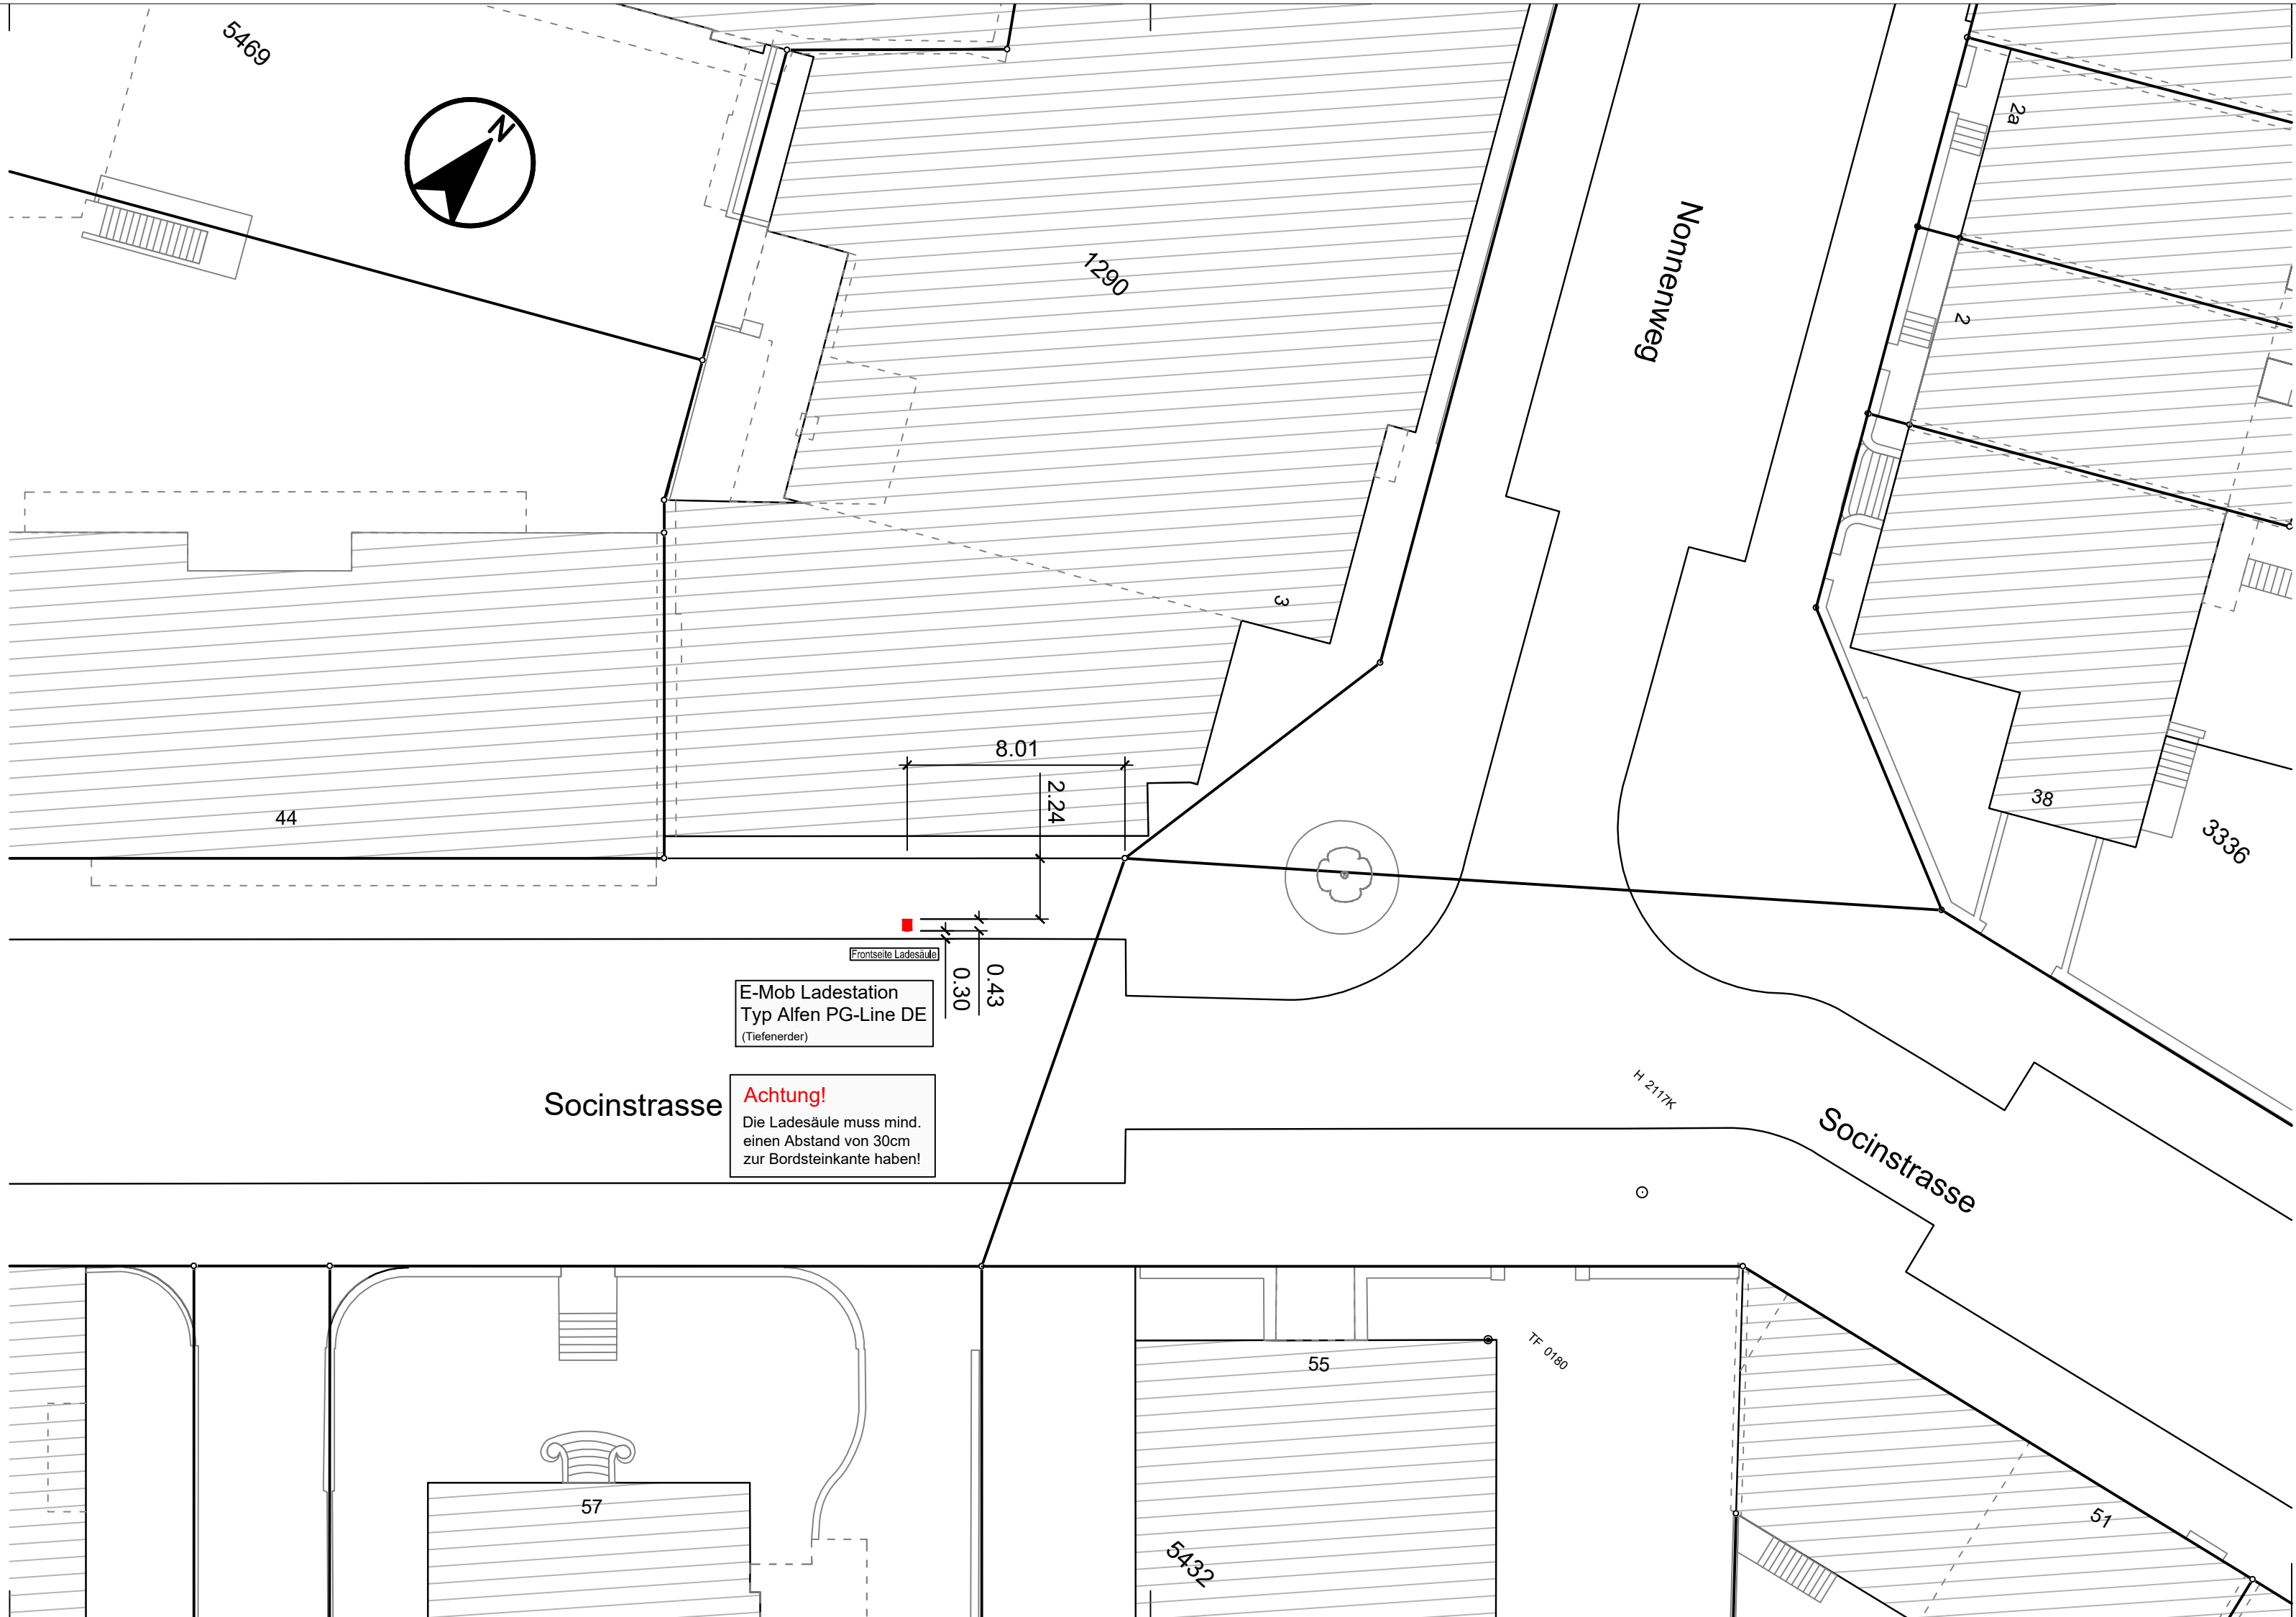 5469
N
2a
1290
Nonnenweg
2
3
8.01
2.24
44
38
3336
Frontseite Ladesäule
0.30
0.43
E-Mob Ladestation
Typ Alfen PG-Line DE
(Tiefenerder)
Socinstrasse
Achtung!
Die Ladesäule muss mind.
einen Abstand von 30cm
zur Bordsteinkante haben!
H 2117K
Socinstrasse
55
TF 0180
57
51
5432